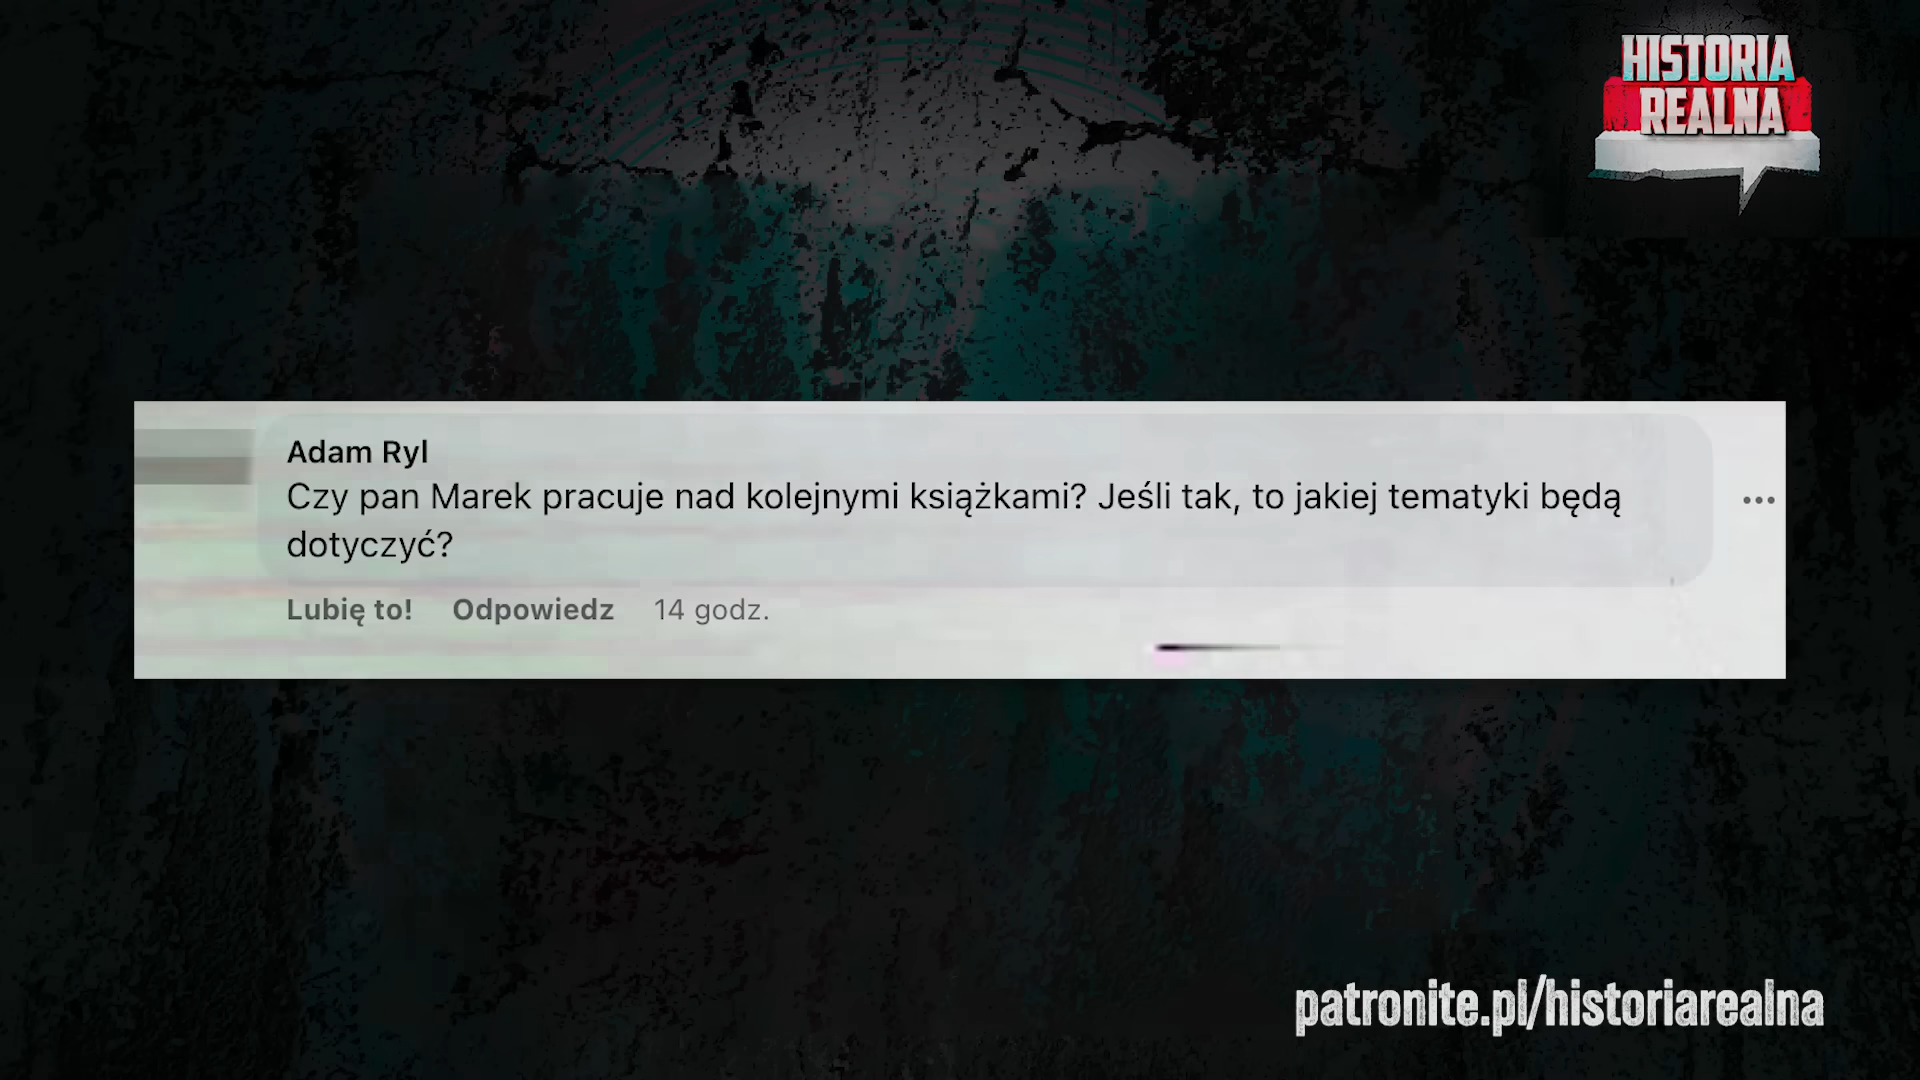 HISTORIA
REALNA
Adam Ryl
Czy pan Marek pracuje nad kolejnymi książkami? Jeśli tak, to jakiej tematyki będą
dotyczyć?
Lubię to! Odpowiedz 14 godz.
patronite.pl/historiarealna